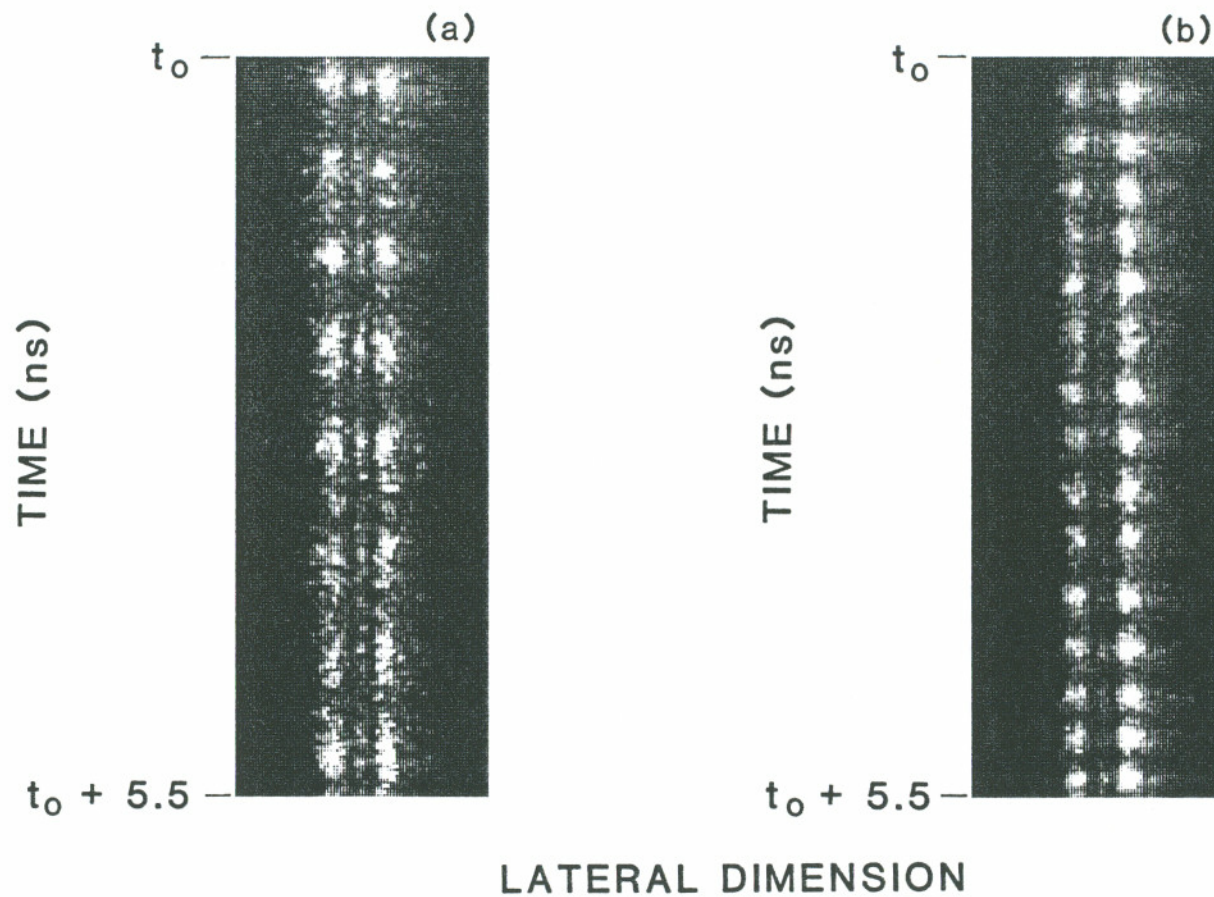 (a)
t₀
TIME (ns)
t₀ + 5.5
(b)
t₀
TIME (ns)
t₀ + 5.5
LATERAL DIMENSION